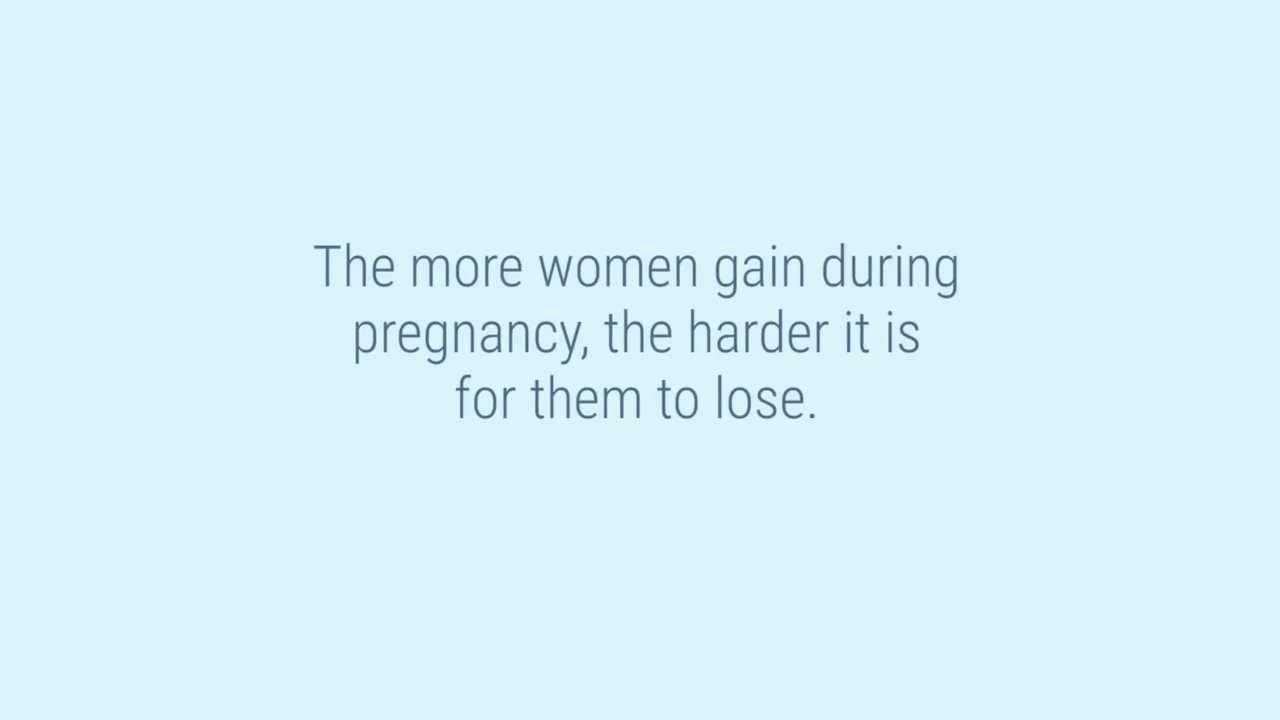 The more women gain during
pregnancy, the harder it is
for them to lose.